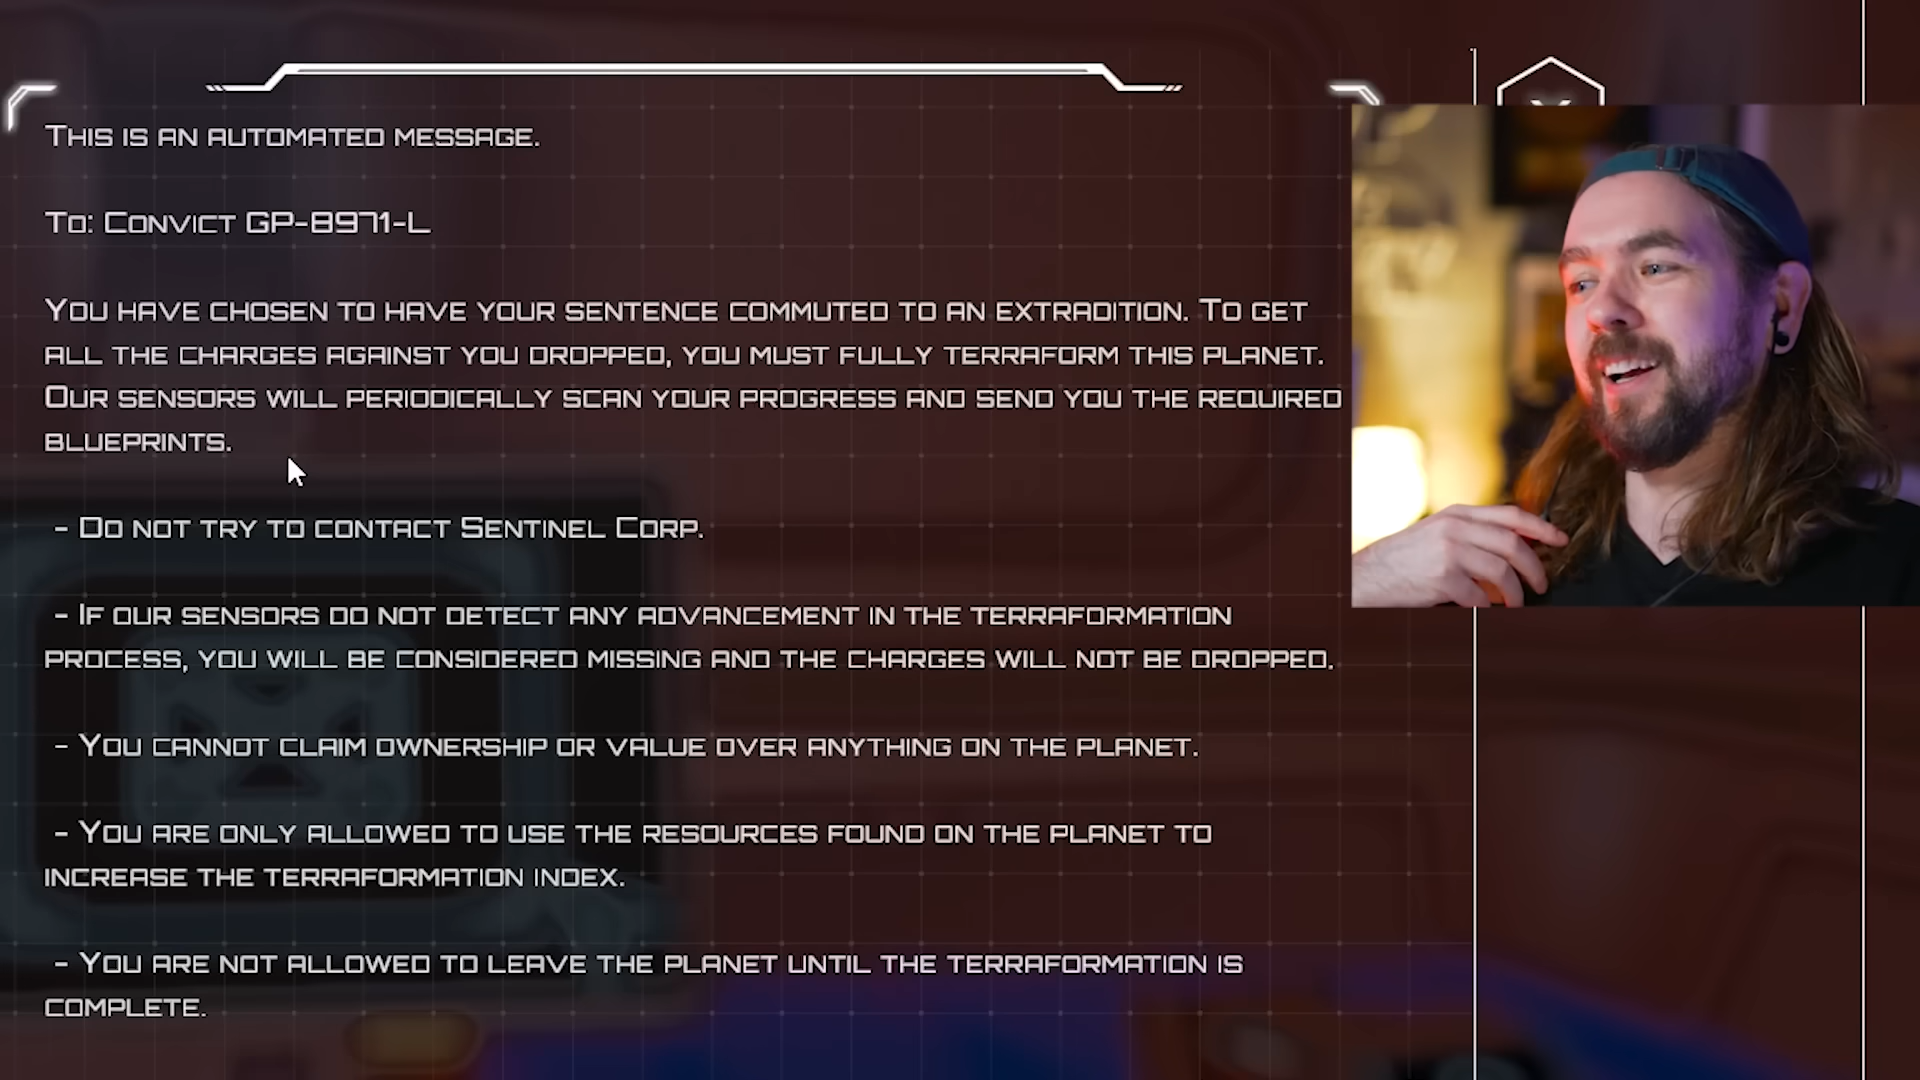 This is an automated message.
To: Convict GP-8971-L
You have chosen to have your sentence commuted to an extradition. To get
all the charges against you dropped, you must fully terraform this planet.
Our sensors will periodically scan your progress and send you the required
blueprints.
- Do not try to contact Sentinel Corp.
- If our sensors do not detect any advancement in the terraformation
process, you will be considered missing and the charges will not be dropped.
- You cannot claim ownership or value over anything on the planet.
- You are only allowed to use the resources found on the planet to
increase the terraformation index.
- You are not allowed to leave the planet until the terraformation is
complete.